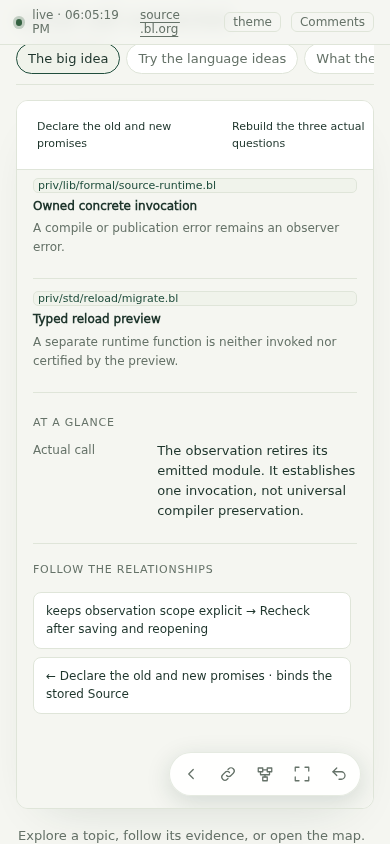 live · 06:05:19
PM
source
.bl.org
theme
Comments
The big idea
Try the language ideas
What the
Declare the old and new
promises
Rebuild the three actual
questions
priv/lib/formal/source-runtime.bl
Owned concrete invocation
A compile or publication error remains an observer
error.
priv/std/reload/migrate.bl
Typed reload preview
A separate runtime function is neither invoked nor
certified by the preview.
AT A GLANCE
Actual call
The observation retires its
emitted module. It establishes
one invocation, not universal
compiler preservation.
FOLLOW THE RELATIONSHIPS
keeps observation scope explicit → Recheck
after saving and reopening
← Declare the old and new promises · binds the
stored Source
Explore a topic, follow its evidence, or open the map.